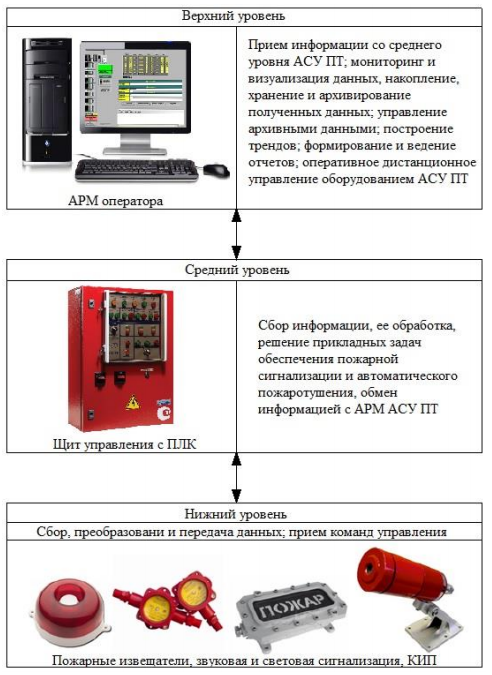 Верхний уровень
Прием информации со среднего
уровня АСУ ПТ; мониторинг и
визуализация данных, накопление,
хранение и архивирование
полученных данных; управление
архивными данными; построение
трендов; формирование и ведение
отчетов; оперативное дистанционное
управление оборудованием АСУ ПТ
АРМ оператора
Средний уровень
Сбор информации, ее обработка,
решение прикладных задач
обеспечения пожарной
сигнализации и автоматического
пожаротушения, обмен
информацией с АРМ АСУ ПТ
Щит управления с ПЛК
Нижний уровень
Сбор, преобразовани и передача данных; прием команд управления
ПОЖАР
Пожарные извещатели, звуковая и световая сигнализация, КИП